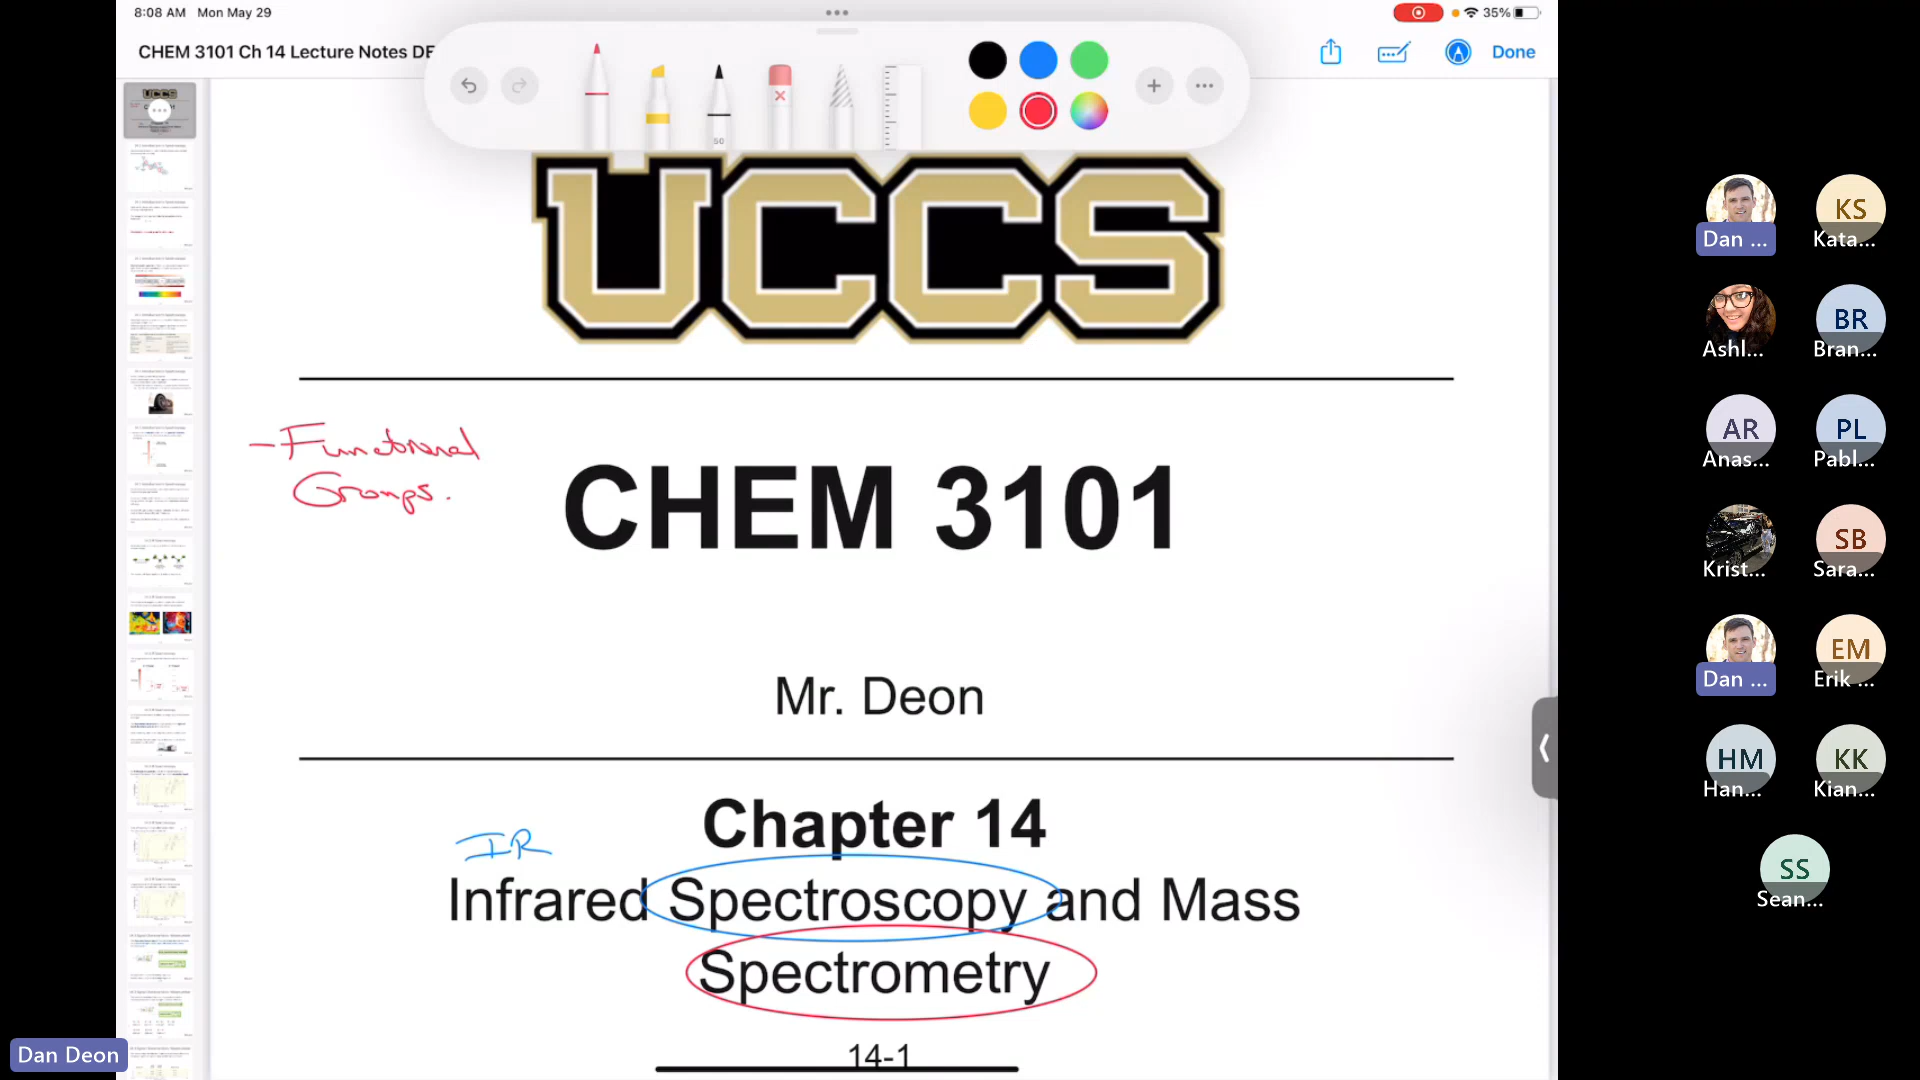 8:08 AM Mon May 29
35%
CHEM 3101 Ch 14 Lecture Notes DE
Done
50
UCCS
- Functional
Groups.
CHEM 3101
Mr. Deon
Chapter 14
IR
Infrared Spectroscopy and Mass
Spectrometry
14-1
Dan ...
KS
Kata...
Ashl...
BR
Bran...
AR
Anas...
PL
Pabl...
Krist...
SB
Sara...
Dan ...
EM
Erik ...
HM
Han...
KK
Kian...
SS
Sean...
Dan Deon